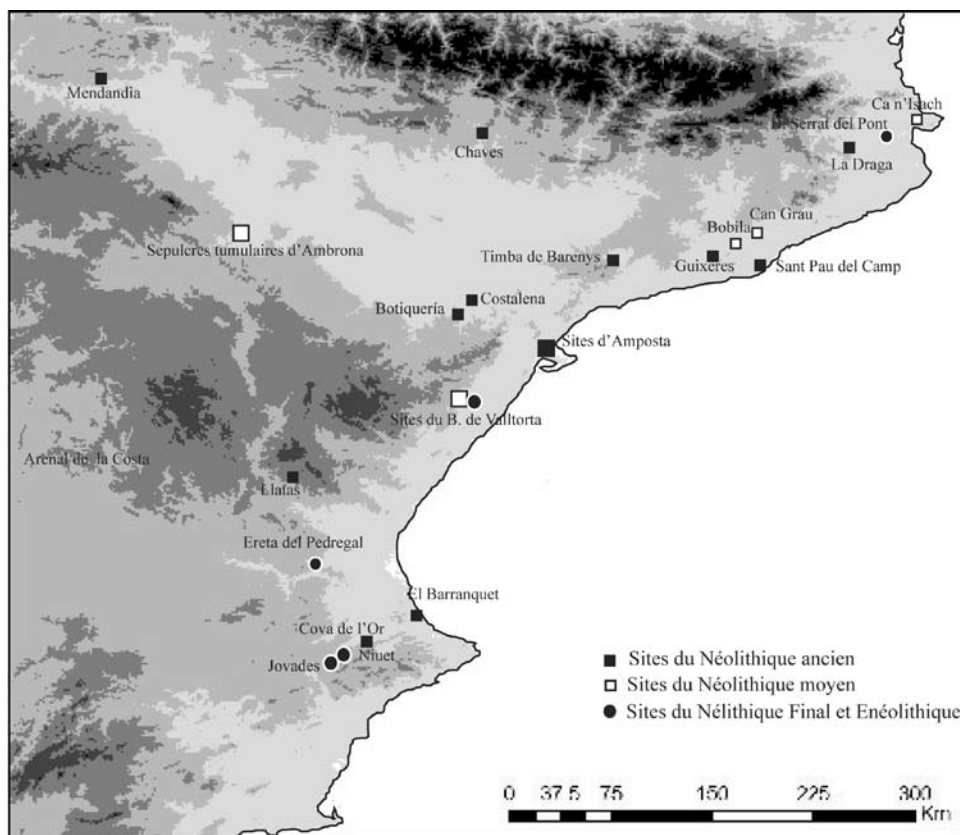 Mendandia
Ca n'Isach
Serrat del Pont
Chaves
La Draga
Can Grau
Bobila
Sepulcres tumulaires d'Ambrona
Timba de Barenys
Guixeres
Sant Pau del Camp
Costalena
Botiquería
Sites d'Amposta
Sites du B. de Valltorta
Arenal de la Costa
Llatas
Ereta del Pedregal
El Barranquet
Cova de l'Or
Niuet
Jovades
Sites du Néolithique ancien
Sites du Néolithique moyen
Sites du Nélithique Final et Enéolithique
0 37 5 75 150 225 300
Km